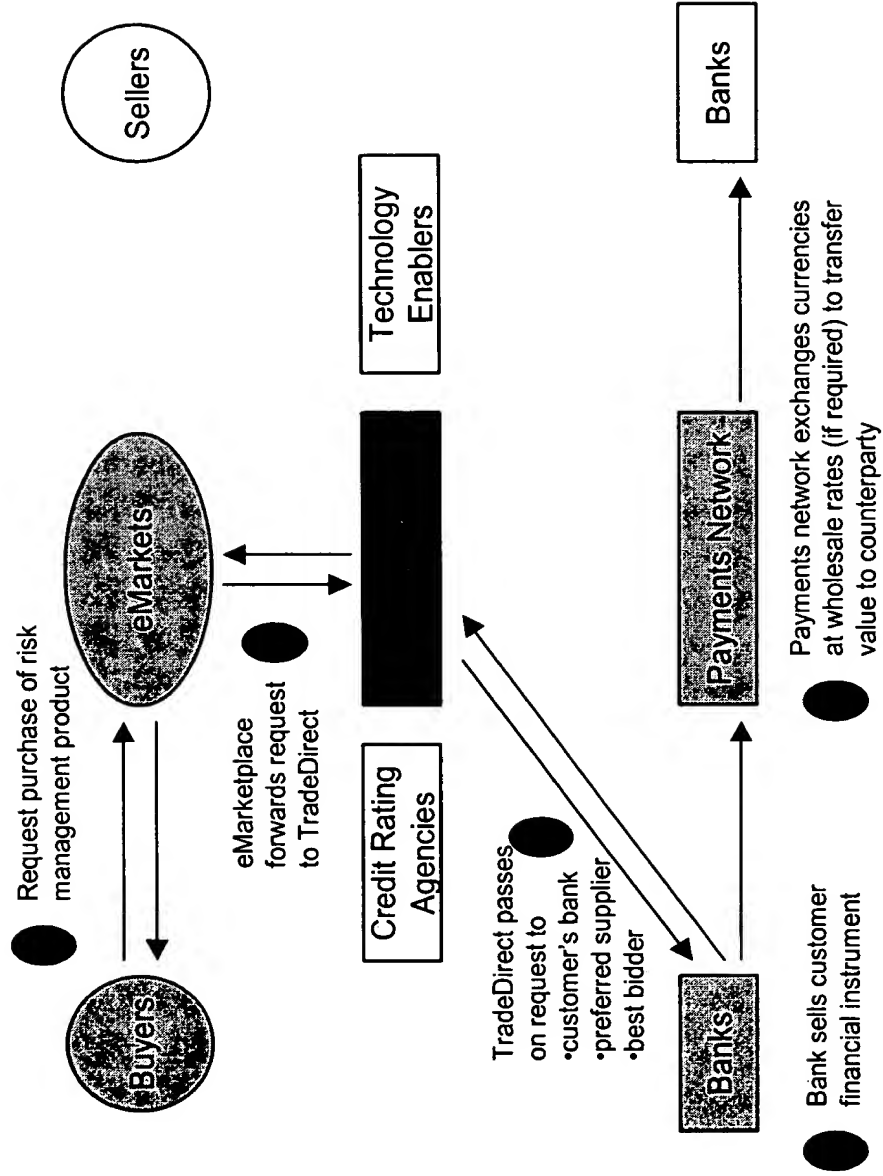 Request purchase of risk
management product
Buyers
eMarkets
Sellers
eMarketplace
forwards request
to TradeDirect
Credit Rating
Agencies
Technology
Enablers
TradeDirect passes
on request to
•customer's bank
•preferred supplier
•best bidder
Banks
Payments Network
Banks
Bank sells customer
financial instrument
Payments network exchanges currencies
at wholesale rates (if required) to transfer
value to counterparty